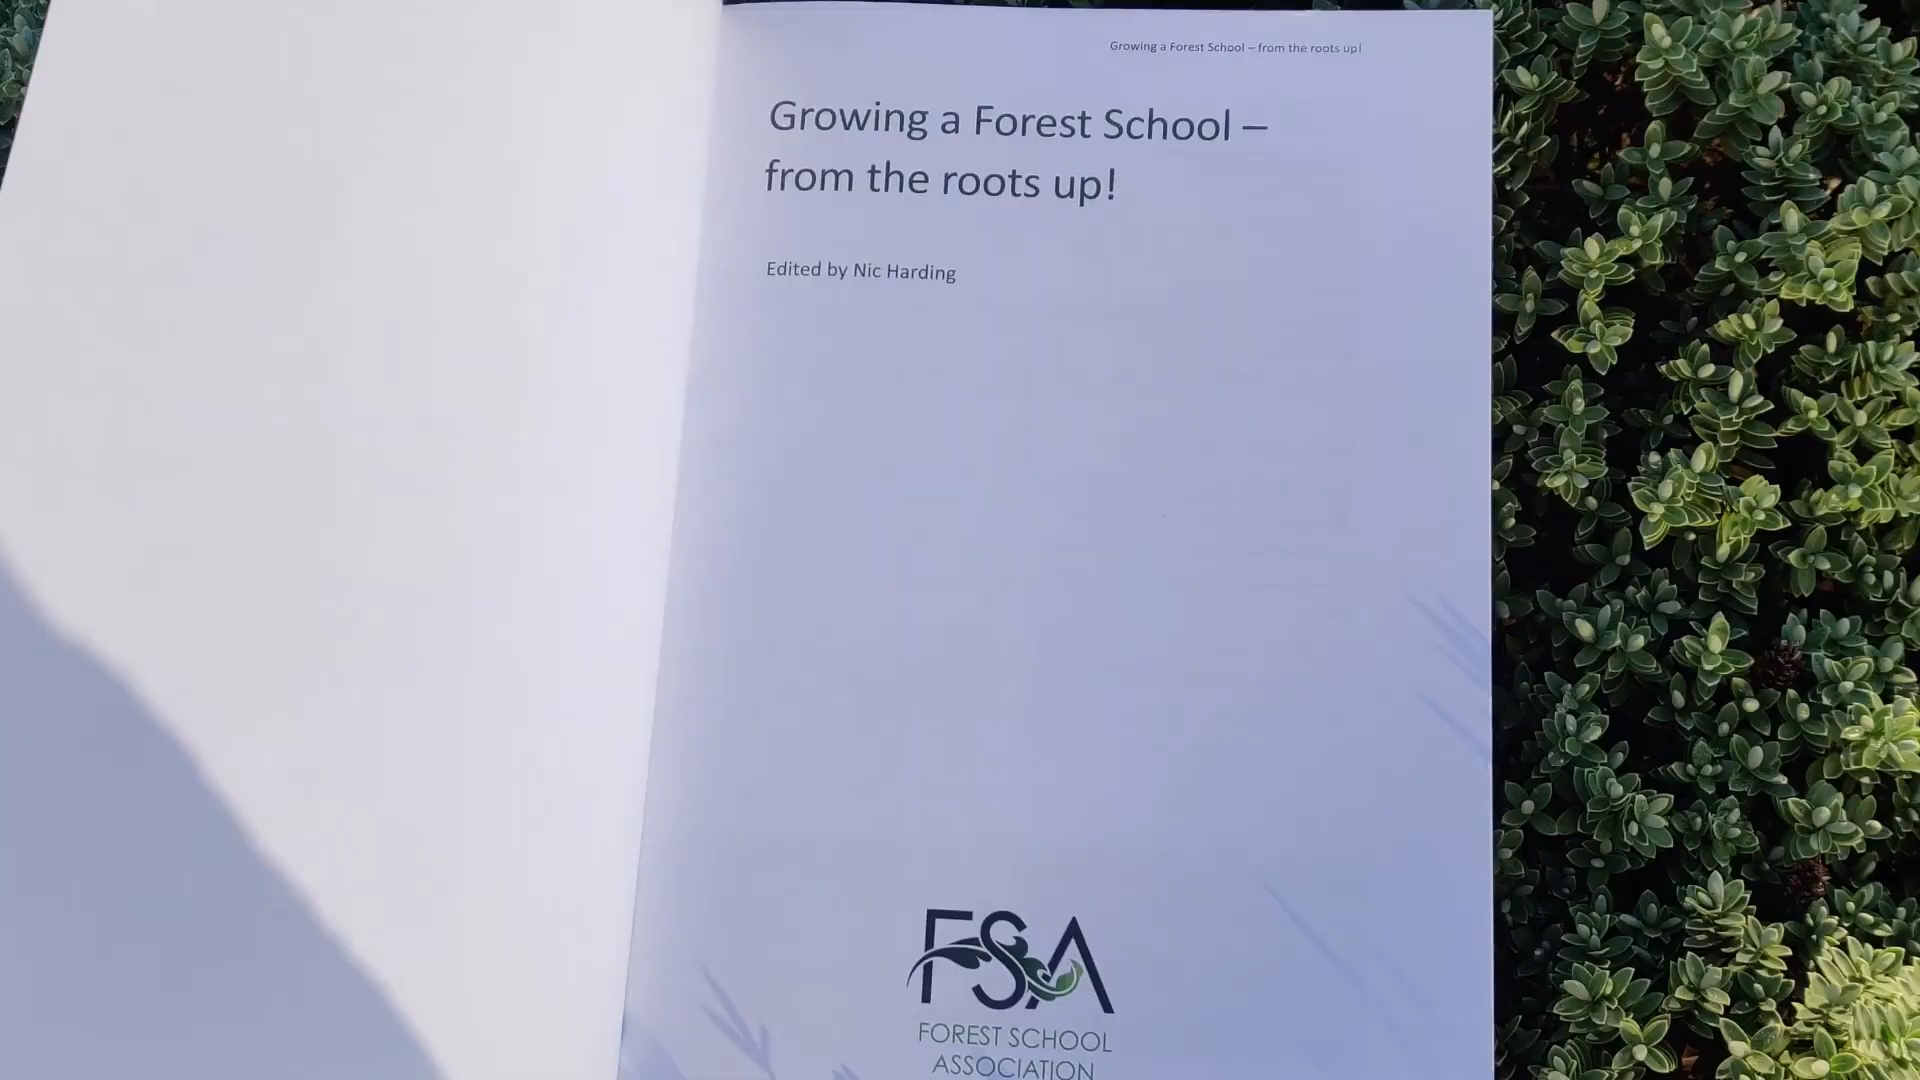 Growing a Forest School – from the roots up!
Growing a Forest School –
from the roots up!
Edited by Nic Harding
FSA
FOREST SCHOOL
ASSOCIATION